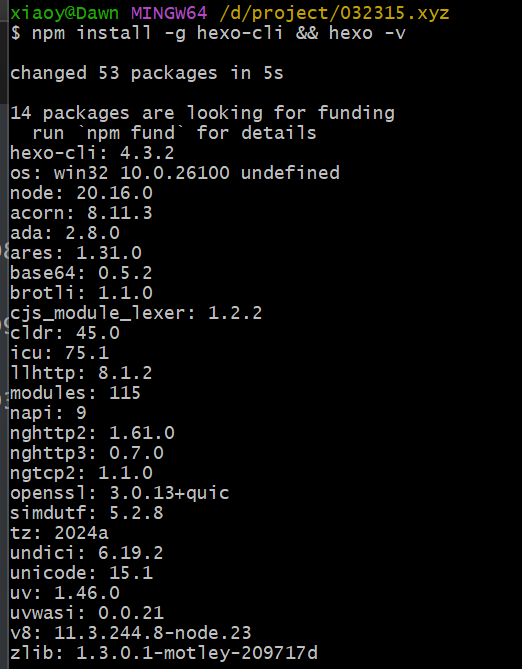 xiaoy@Dawn MINGW64 /d/project/032315.xyz
$ npm install -g hexo-cli && hexo -v
changed 53 packages in 5s
14 packages are looking for funding
run `npm fund` for details
hexo-cli: 4.3.2
os: win32 10.0.26100 undefined
node: 20.16.0
acorn: 8.11.3
ada: 2.8.0
ares: 1.31.0
base64: 0.5.2
brotli: 1.1.0
cjs_module_lexer: 1.2.2
cldr: 45.0
icu: 75.1
llhttp: 8.1.2
modules: 115
napi: 9
nghttp2: 1.61.0
nghttp3: 0.7.0
ngtcp2: 1.1.0
openssl: 3.0.13+quic
simdutf: 5.2.8
tz: 2024a
undici: 6.19.2
unicode: 15.1
uv: 1.46.0
uvwasi: 0.0.21
v8: 11.3.244.8-node.23
zlib: 1.3.0.1-motley-209717d